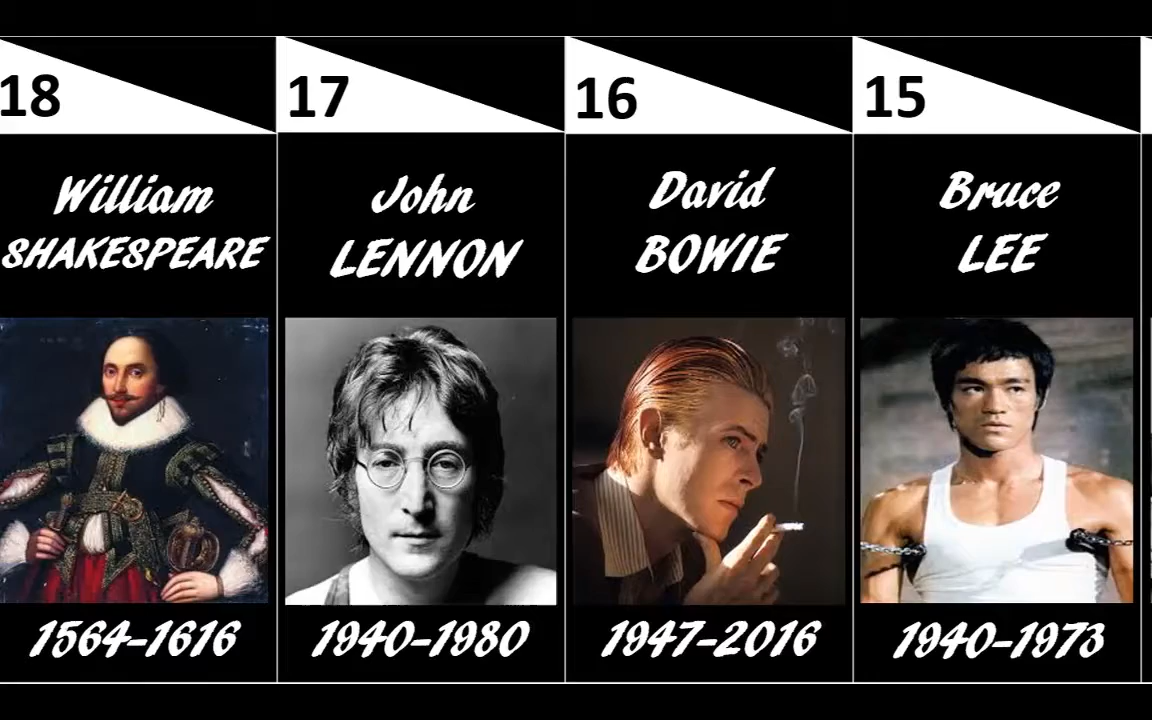 18
William
SHAKESPEARE
1564-1616
17
John
LENNON
1940-1980
16
David
BOWIE
1947-2016
15
Bruce
LEE
1940-1973